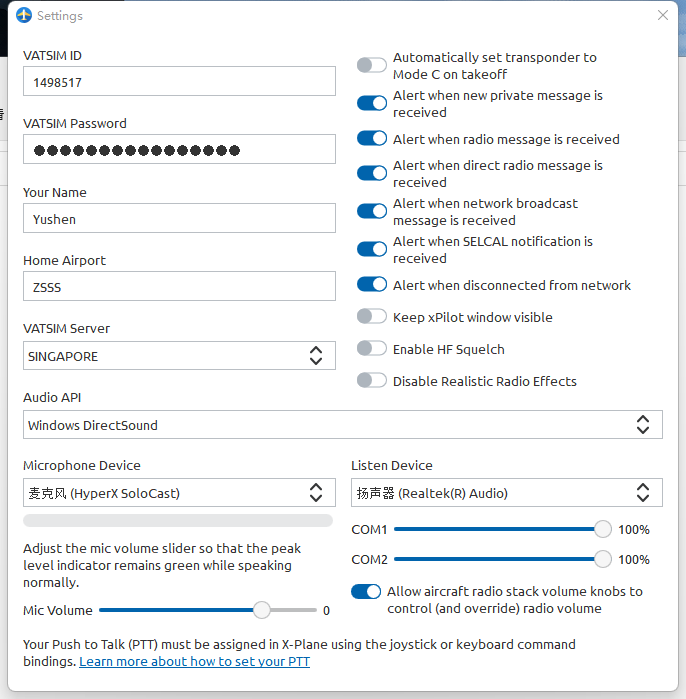 Settings
VATSIM ID
1498517
VATSIM Password
●●●●●●●●●●●●●●●●
Your Name
Yushen
Home Airport
ZSSS
VATSIM Server
SINGAPORE
Automatically set transponder to
Mode C on takeoff
Alert when new private message is
received
Alert when radio message is received
Alert when direct radio message is
received
Alert when network broadcast
message is received
Alert when SELCAL notification is
received
Alert when disconnected from network
Keep xPilot window visible
Enable HF Squelch
Disable Realistic Radio Effects
Audio API
Windows DirectSound
Microphone Device
麦克风 (HyperX SoloCast)
Adjust the mic volume slider so that the peak
level indicator remains green while speaking
normally.
Mic Volume 0
Listen Device
扬声器 (Realtek(R) Audio)
COM1 100%
COM2 100%
Allow aircraft radio stack volume knobs to
control (and override) radio volume
Your Push to Talk (PTT) must be assigned in X-Plane using the joystick or keyboard command
bindings. Learn more about how to set your PTT